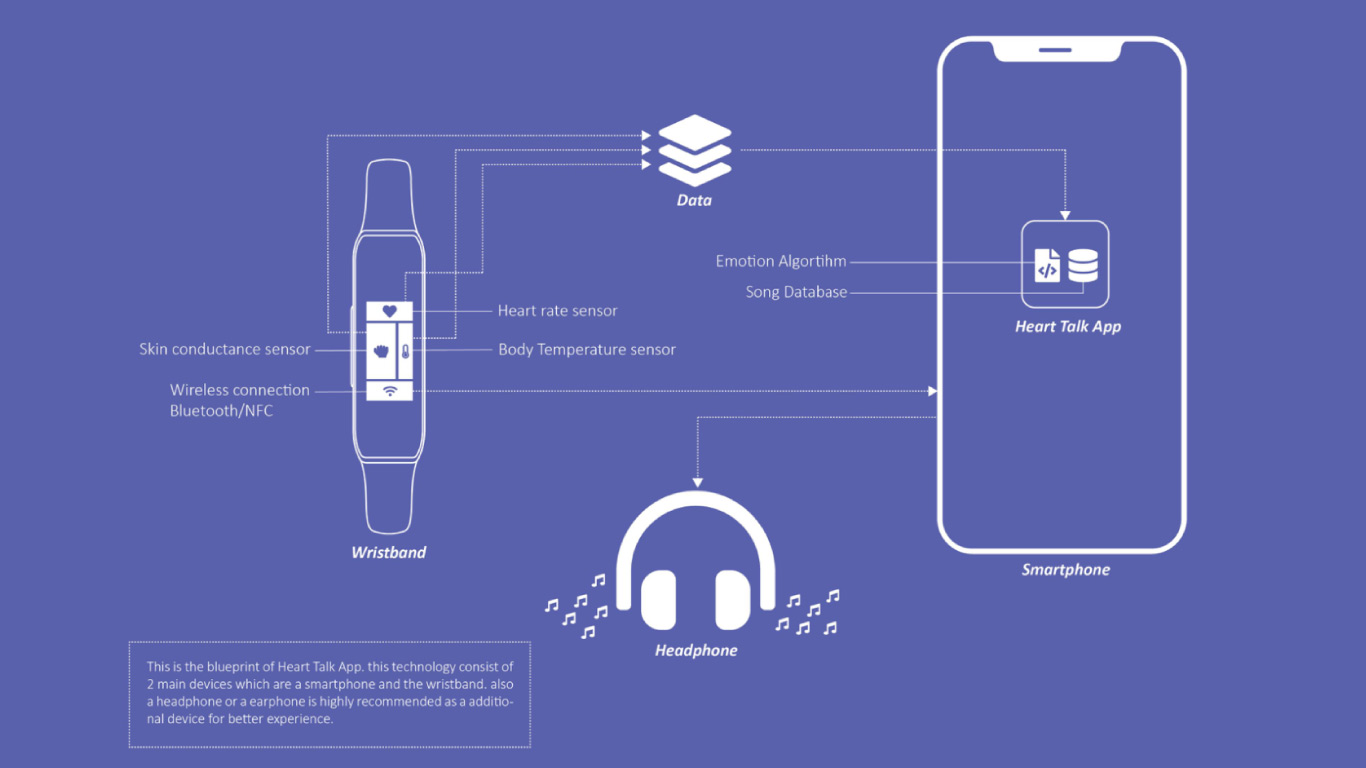 Data
Emotion Algortihm
Song Database
Heart Talk App
Heart rate sensor
Skin conductance sensor
Body Temperature sensor
Wireless connection
Bluetooth/NFC
Wristband
Smartphone
Headphone
This is the blueprint of Heart Talk App. this technology consist of
2 main devices which are a smartphone and the wristband. also
a headphone or a earphone is highly recommended as a additio-
nal device for better experience.